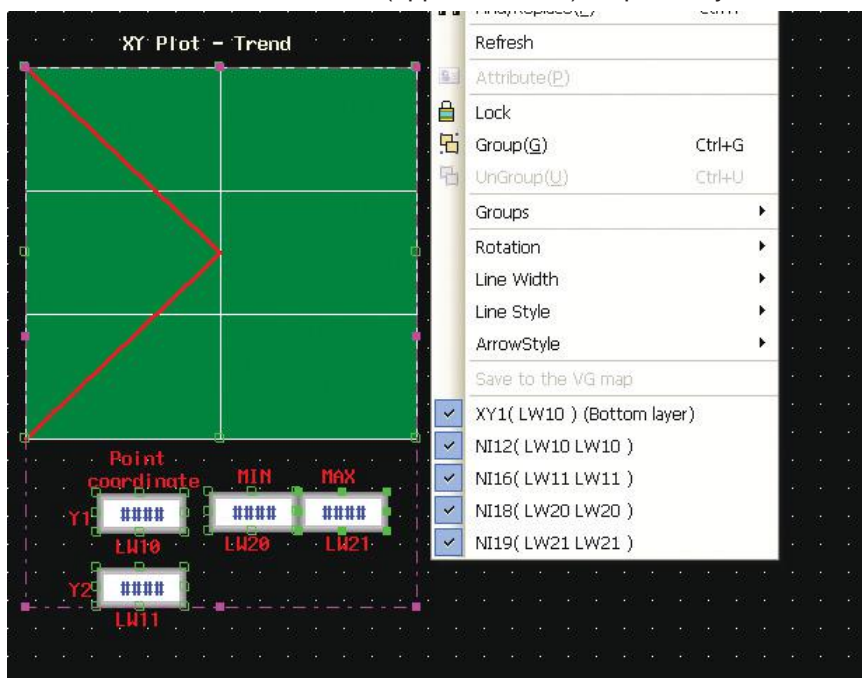 XY Plot - Trend
Refresh
Attribute(P)
Lock
Group(G) Ctrl+G
UnGroup(U) Ctrl+U
Groups
Rotation
Line Width
Line Style
ArrowStyle
Save to the VG map
XY1( LW10 ) (Bottom layer)
NI12( LW10 LW10 )
NI16( LW11 LW11 )
NI18( LW20 LW20 )
NI19( LW21 LW21 )
Point
coordinate MIN MAX
Y1 #### #### ####
LW10 LW20 LW21
Y2 ####
LW11